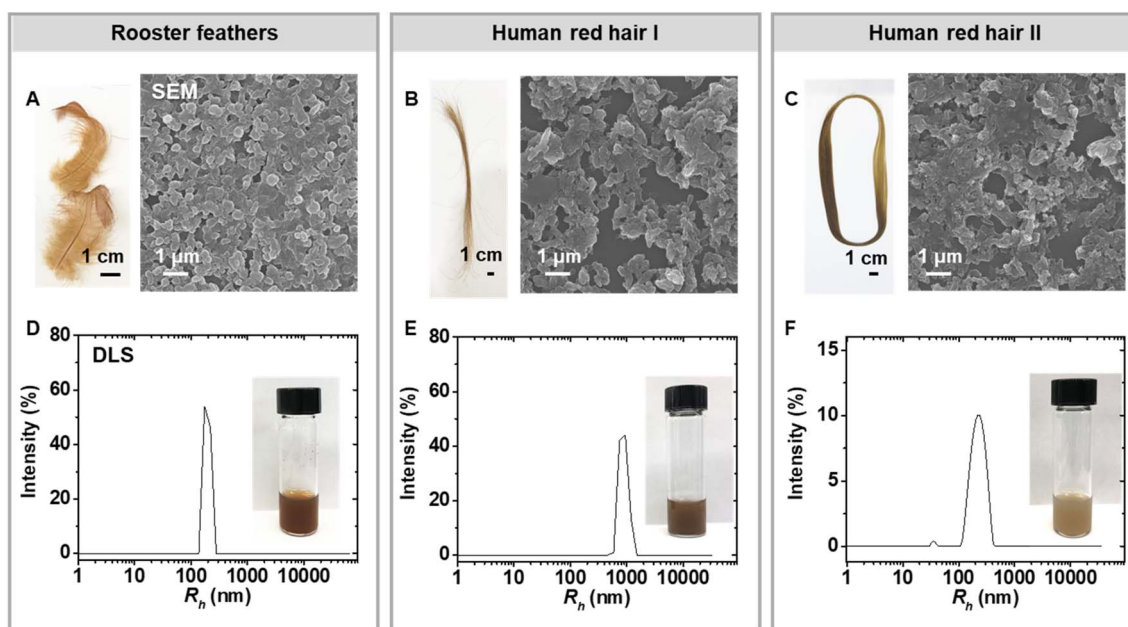 Rooster feathers
Human red hair I
Human red hair II
A
SEM
1 cm
1 µm
B
1 cm
1 µm
C
1 cm
1 µm
D
DLS
Intensity (%)
80
60
40
20
0
1 10 100 1000 10000
R_h (nm)
E
Intensity (%)
80
60
40
20
0
1 10 100 1000 10000
R_h (nm)
F
Intensity (%)
15
10
5
0
1 10 100 1000 10000
R_h (nm)